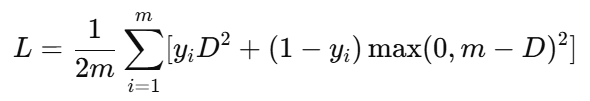 L = \frac{1}{2m} \sum_{i=1}^{m} [y_i D^2 + (1 - y_i) \max(0, m - D)^2]